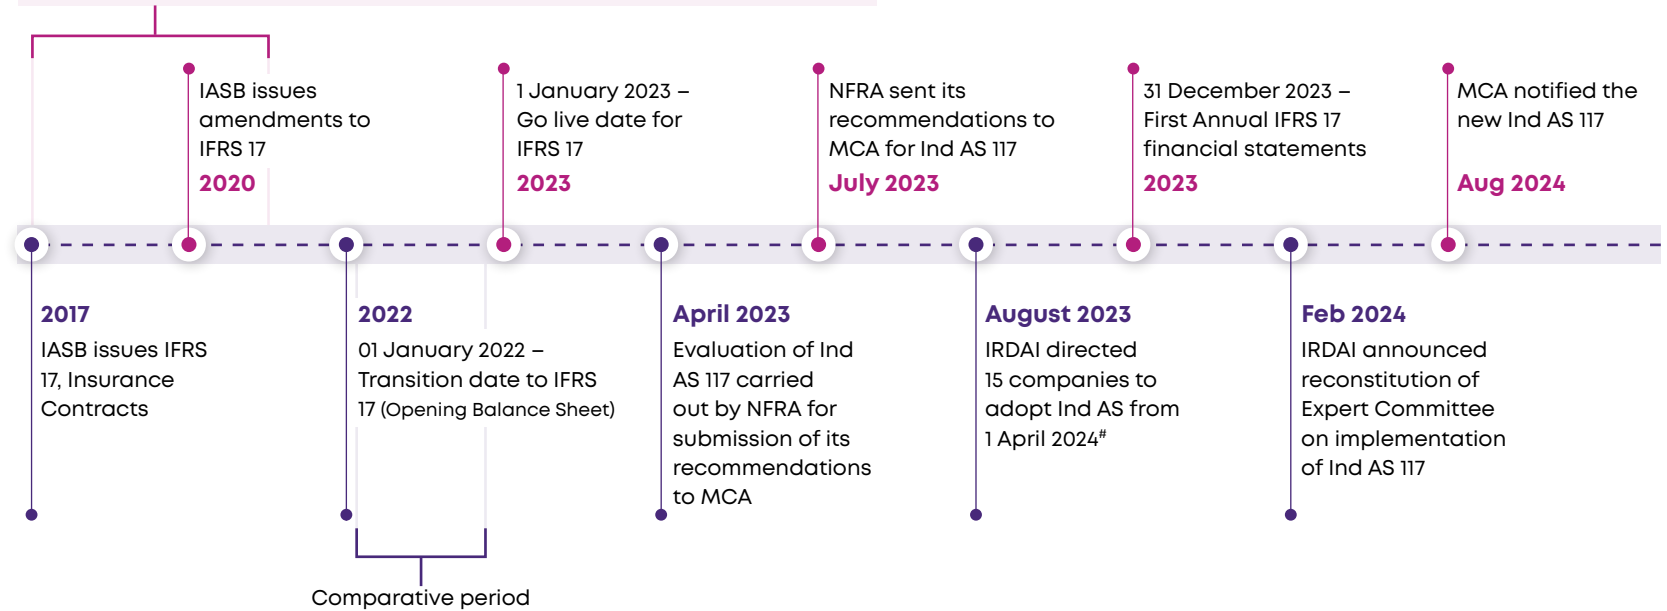 IASB issues
amendments to
IFRS 17
2020
1 January 2023 –
Go live date for
IFRS 17
2023
NFRA sent its
recommendations to
MCA for Ind AS 117
July 2023
31 December 2023 –
First Annual IFRS 17
financial statements
2023
MCA notified the
new Ind AS 117
Aug 2024
2017
IASB issues IFRS
17, Insurance
Contracts
2022
01 January 2022 –
Transition date to IFRS
17 (Opening Balance Sheet)
April 2023
Evaluation of Ind
AS 117 carried
out by NFRA for
submission of its
recommendations
to MCA
August 2023
IRDAI directed
15 companies to
adopt Ind AS from
1 April 2024#
Feb 2024
IRDAI announced
reconstitution of
Expert Committee
on implementation
of Ind AS 117
Comparative period